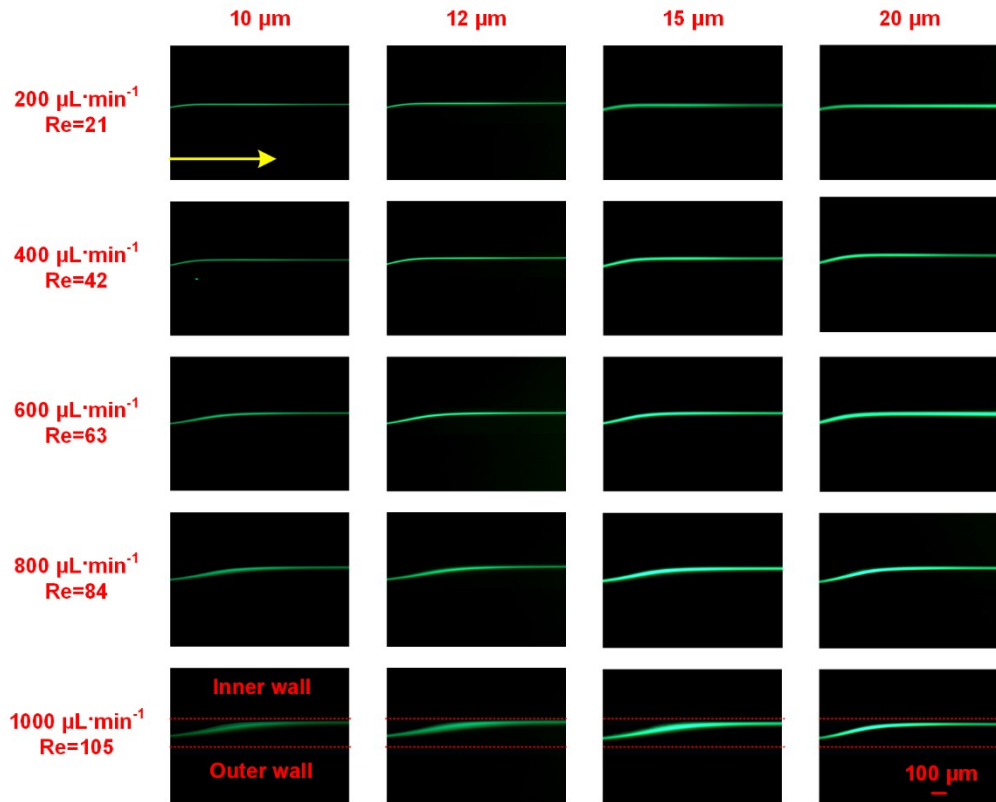 10 µm 12 µm 15 µm 20 µm
200 µL·min⁻¹
Re=21
400 µL·min⁻¹
Re=42
600 µL·min⁻¹
Re=63
800 µL·min⁻¹
Re=84
Inner wall
1000 µL·min⁻¹
Re=105
Outer wall
100 µm